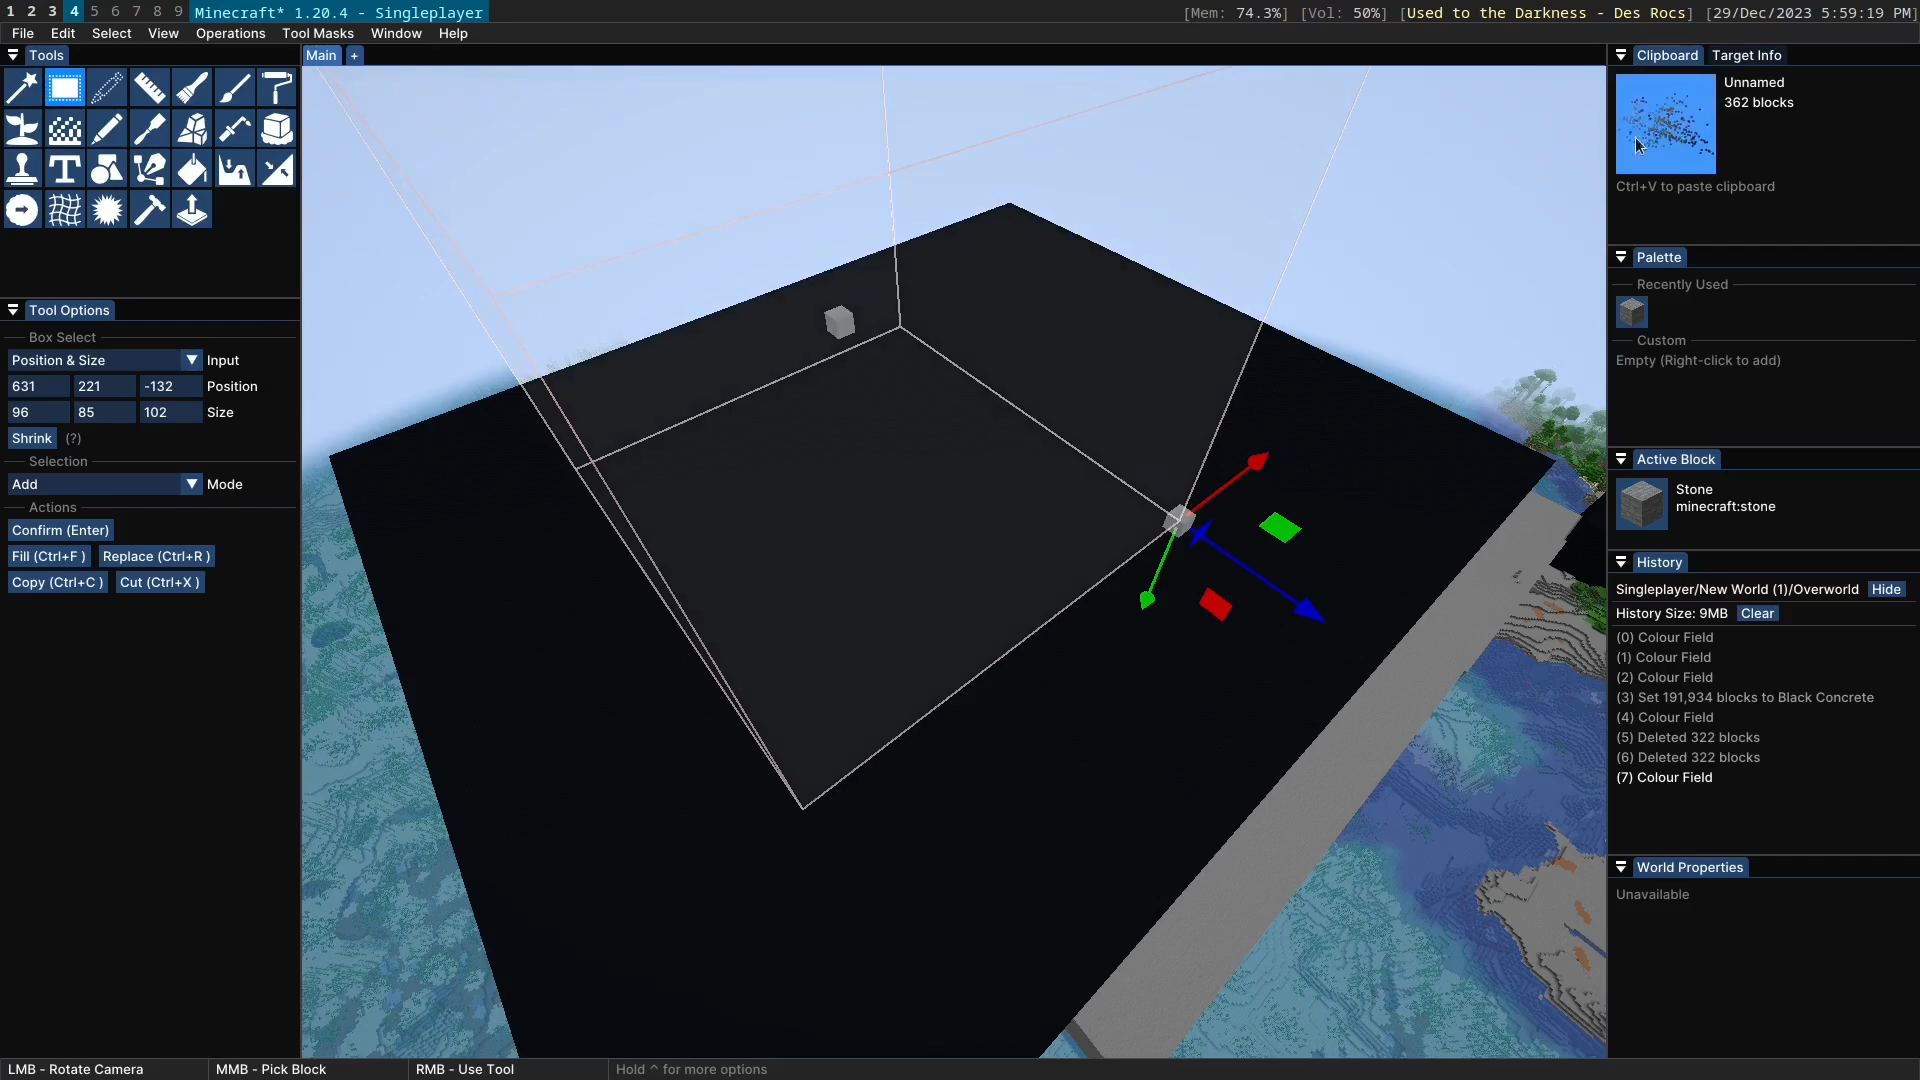 1 2 3 4 5 6 7 8 9 Minecraft* 1.20.4 - Singleplayer [Mem: 74.3%] [Vol: 50%] [Used to the Darkness - Des Rocs] [29/Dec/2023 5:59:19 PM]
File Edit Select View Operations Tool Masks Window Help
Tools
Main +
Clipboard Target Info
Unnamed
362 blocks
Ctrl+V to paste clipboard
Palette
Recently Used
Custom
Empty (Right-click to add)
Tool Options
Box Select
Position & Size Input
631 221 -132 Position
96 85 102 Size
Shrink (?)
Selection
Add Mode
Actions
Confirm (Enter)
Fill (Ctrl+F ) Replace (Ctrl+R )
Copy (Ctrl+C ) Cut (Ctrl+X )
Active Block
Stone
minecraft:stone
History
Singleplayer/New World (1)/Overworld Hide
History Size: 9MB Clear
(0) Colour Field
(1) Colour Field
(2) Colour Field
(3) Set 191,934 blocks to Black Concrete
(4) Colour Field
(5) Deleted 322 blocks
(6) Deleted 322 blocks
(7) Colour Field
World Properties
Unavailable
LMB - Rotate Camera MMB - Pick Block RMB - Use Tool Hold ^ for more options